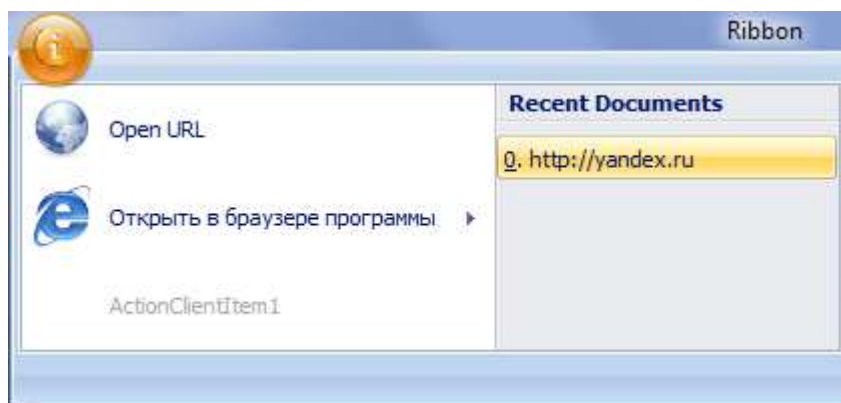 Ribbon
Open URL
Открыть в браузере программы
ActionClientItem1
Recent Documents
0. http://yandex.ru